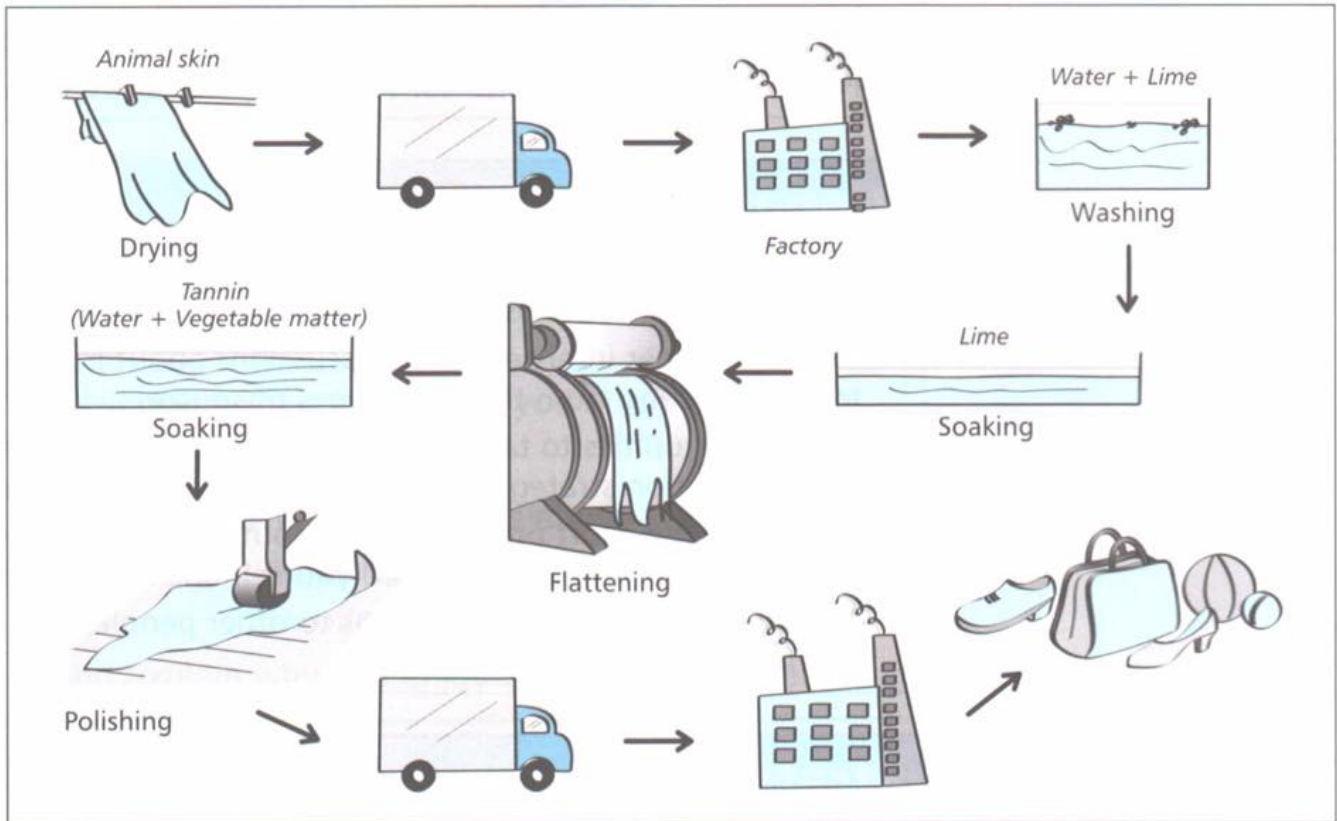 Animal skin
Drying
Factory
Water + Lime
Washing
Tannin
(Water + Vegetable matter)
Soaking
Flattening
Lime
Soaking
Polishing